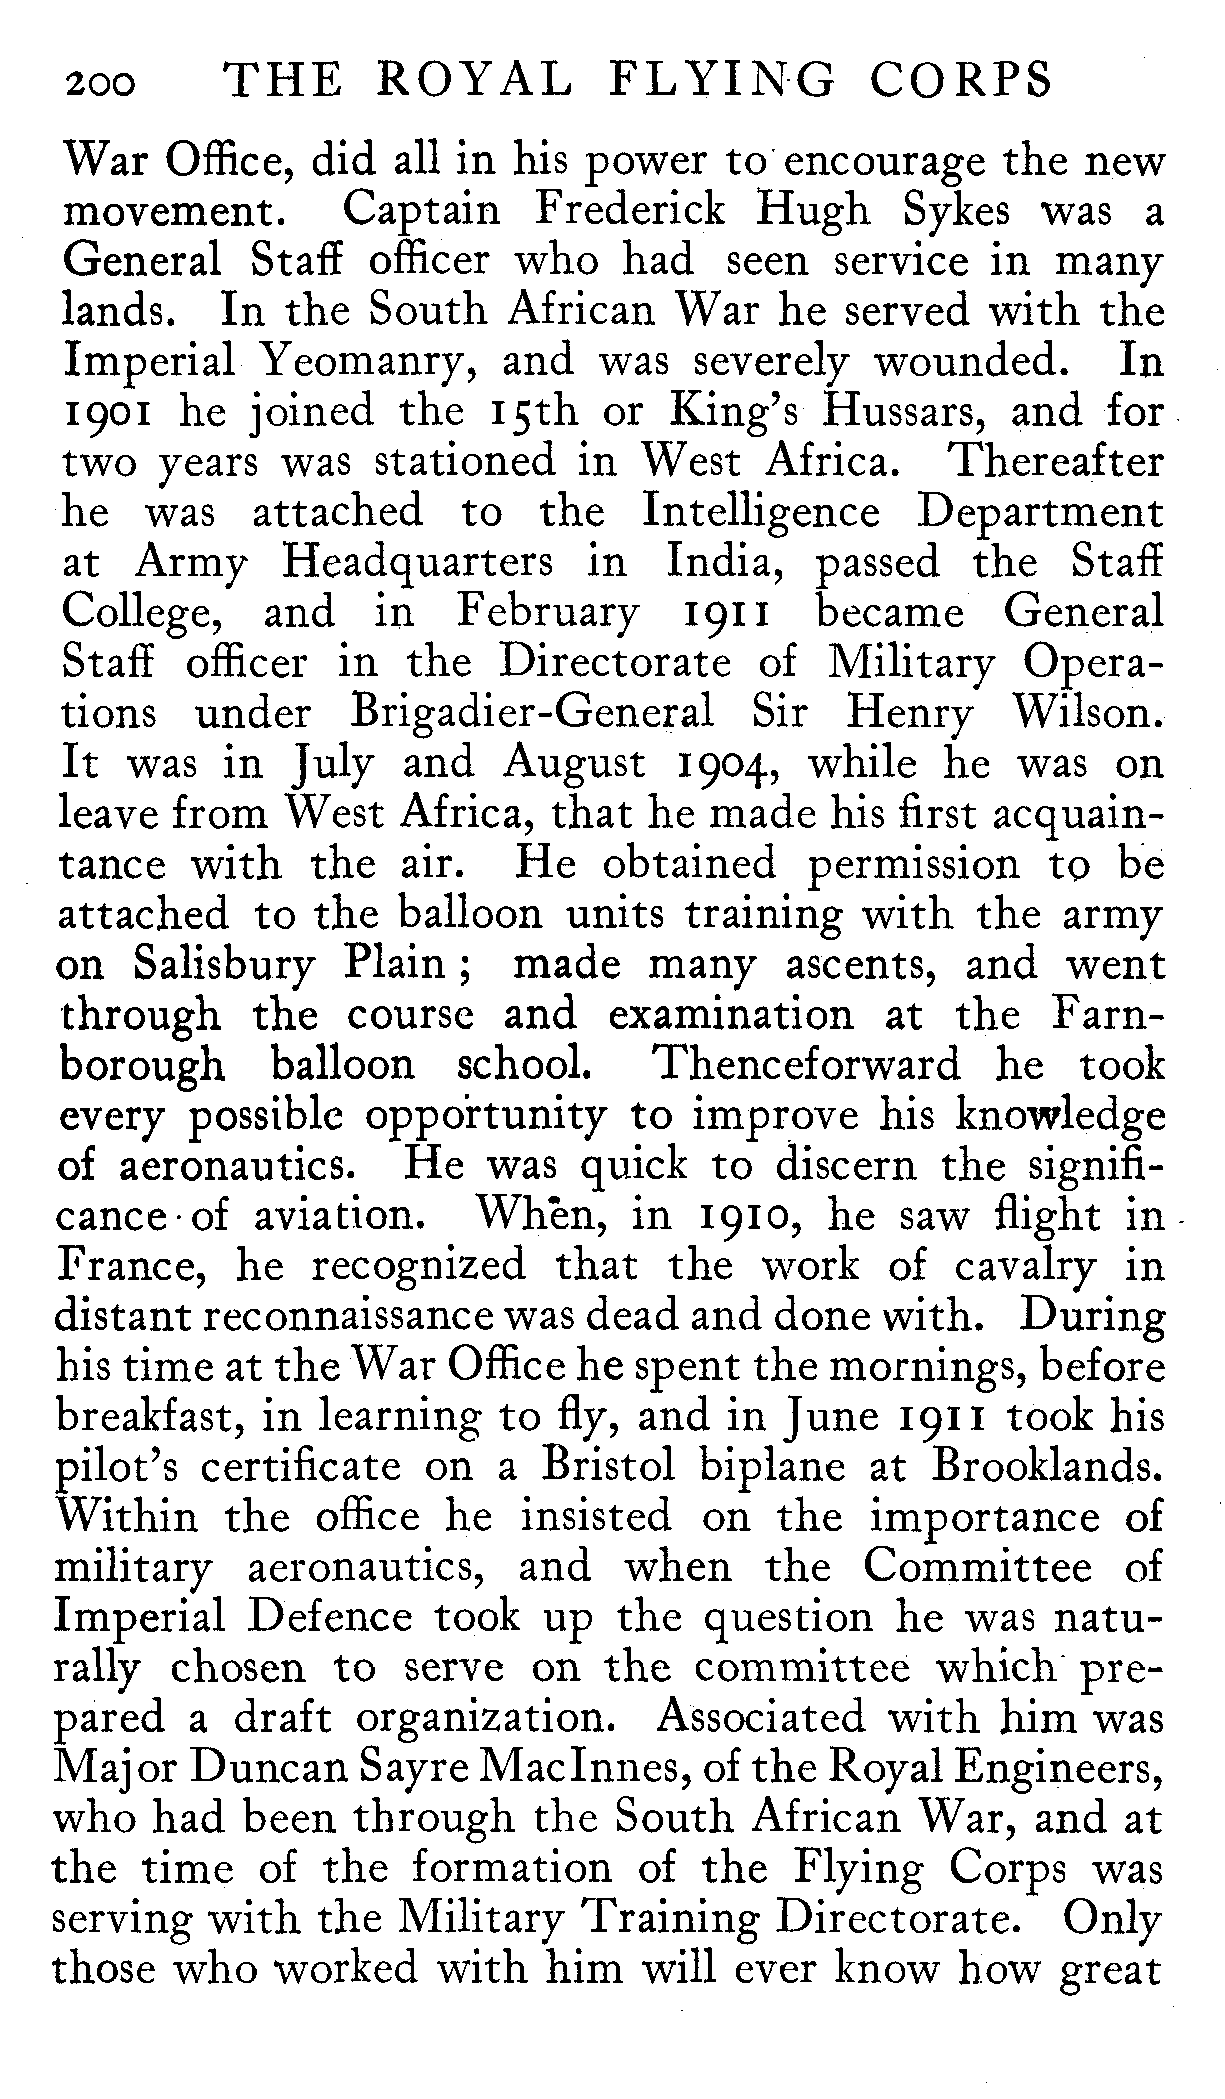 200 THE ROYAL FLYING CORPS
War Office, did all in his power to encourage the new
movement. Captain Frederick Hugh Sykes was a
General Staff officer who had seen service in many
lands. In the South African War he served with the
Imperial Yeomanry, and was severely wounded. In
1901 he joined the 15th or King's Hussars, and for
two years was stationed in West Africa. Thereafter
he was attached to the Intelligence Department
at Army Headquarters in India, passed the Staff
College, and in February 1911 became General
Staff officer in the Directorate of Military Opera-
tions under Brigadier-General Sir Henry Wilson.
It was in July and August 1904, while he was on
leave from West Africa, that he made his first acquain-
tance with the air. He obtained permission to be
attached to the balloon units training with the army
on Salisbury Plain ; made many ascents, and went
through the course and examination at the Farn-
borough balloon school. Thenceforward he took
every possible opportunity to improve his knowledge
of aeronautics. He was quick to discern the signifi-
cance of aviation. When, in 1910, he saw flight in
France, he recognized that the work of cavalry in
distant reconnaissance was dead and done with. During
his time at the War Office he spent the mornings, before
breakfast, in learning to fly, and in June 1911 took his
pilot's certificate on a Bristol biplane at Brooklands.
Within the office he insisted on the importance of
military aeronautics, and when the Committee of
Imperial Defence took up the question he was natu-
rally chosen to serve on the committee which pre-
pared a draft organization. Associated with him was
Major Duncan Sayre MacInnes, of the Royal Engineers,
who had been through the South African War, and at
the time of the formation of the Flying Corps was
serving with the Military Training Directorate. Only
those who worked with him will ever know how great